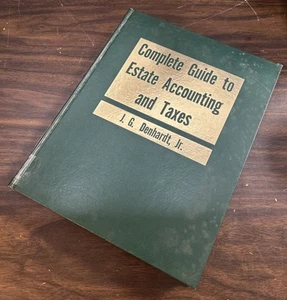 Complete Guide to
Estate Accounting
and Taxes
J. G. Denhardt, Jr.